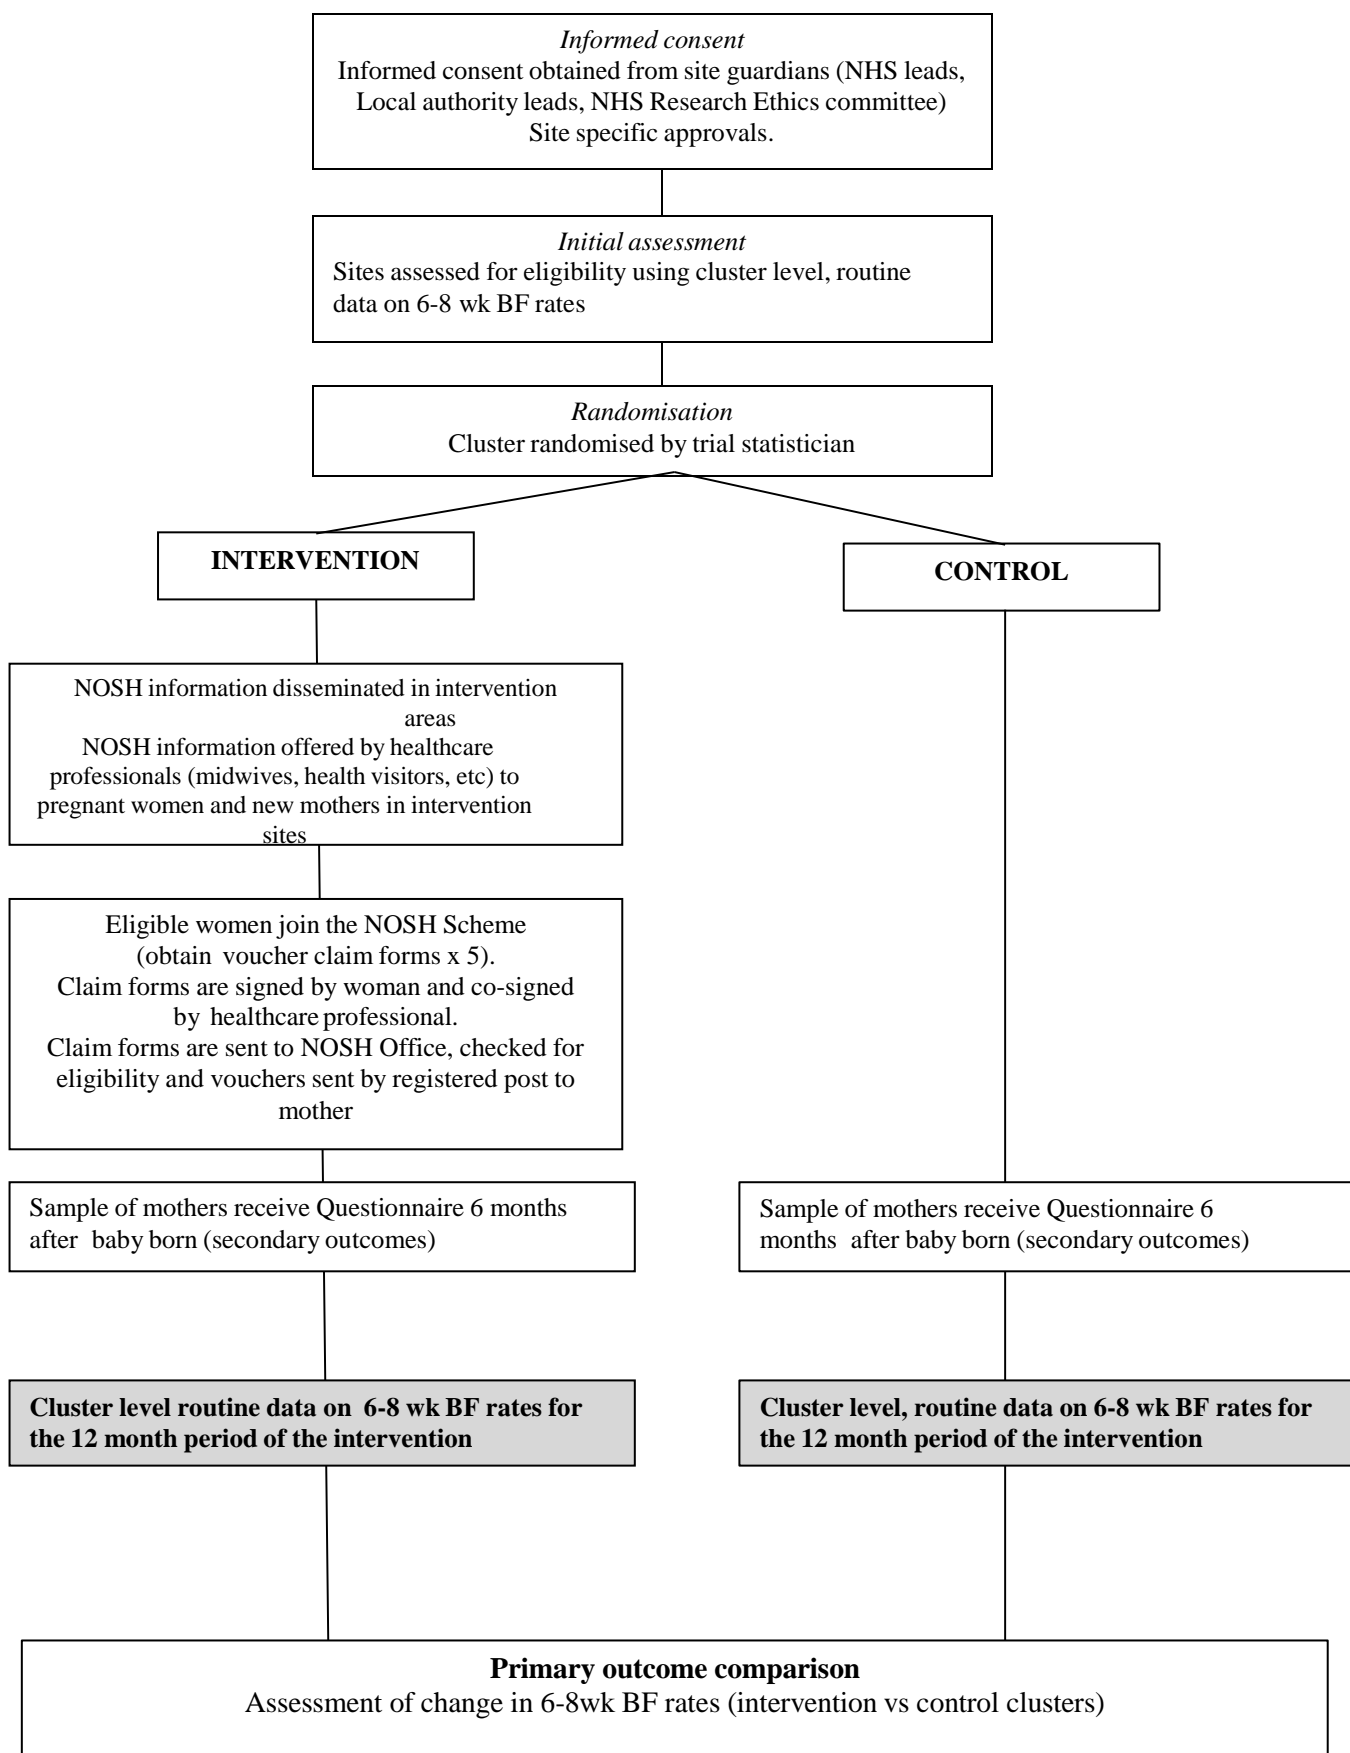 Informed consent
Informed consent obtained from site guardians (NHS leads,
Local authority leads, NHS Research Ethics committee)
Site specific approvals.
Initial assessment
Sites assessed for eligibility using cluster level, routine
data on 6-8 wk BF rates
Randomisation
Cluster randomised by trial statistician
INTERVENTION
CONTROL
NOSH information disseminated in intervention
areas
NOSH information offered by healthcare
professionals (midwives, health visitors, etc) to
pregnant women and new mothers in intervention
sites
Eligible women join the NOSH Scheme
(obtain voucher claim forms x 5).
Claim forms are signed by woman and co-signed
by healthcare professional.
Claim forms are sent to NOSH Office, checked for
eligibility and vouchers sent by registered post to
mother
Sample of mothers receive Questionnaire 6 months
after baby born (secondary outcomes)
Sample of mothers receive Questionnaire 6
months after baby born (secondary outcomes)
Cluster level routine data on 6-8 wk BF rates for
the 12 month period of the intervention
Cluster level, routine data on 6-8 wk BF rates for
the 12 month period of the intervention
Primary outcome comparison
Assessment of change in 6-8wk BF rates (intervention vs control clusters)